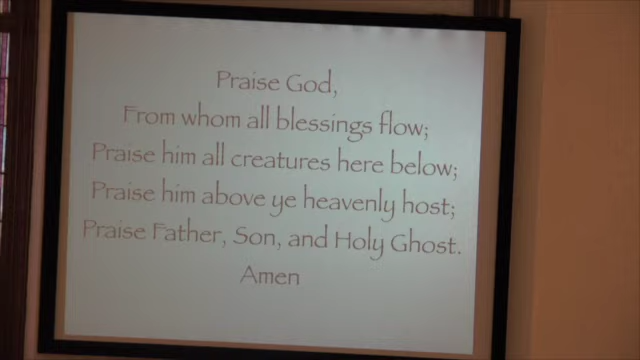 Praise God,
From whom all blessings flow;
Praise him all creatures here below;
Praise him above ye heavenly host;
Praise Father, Son, and Holy Ghost.
Amen